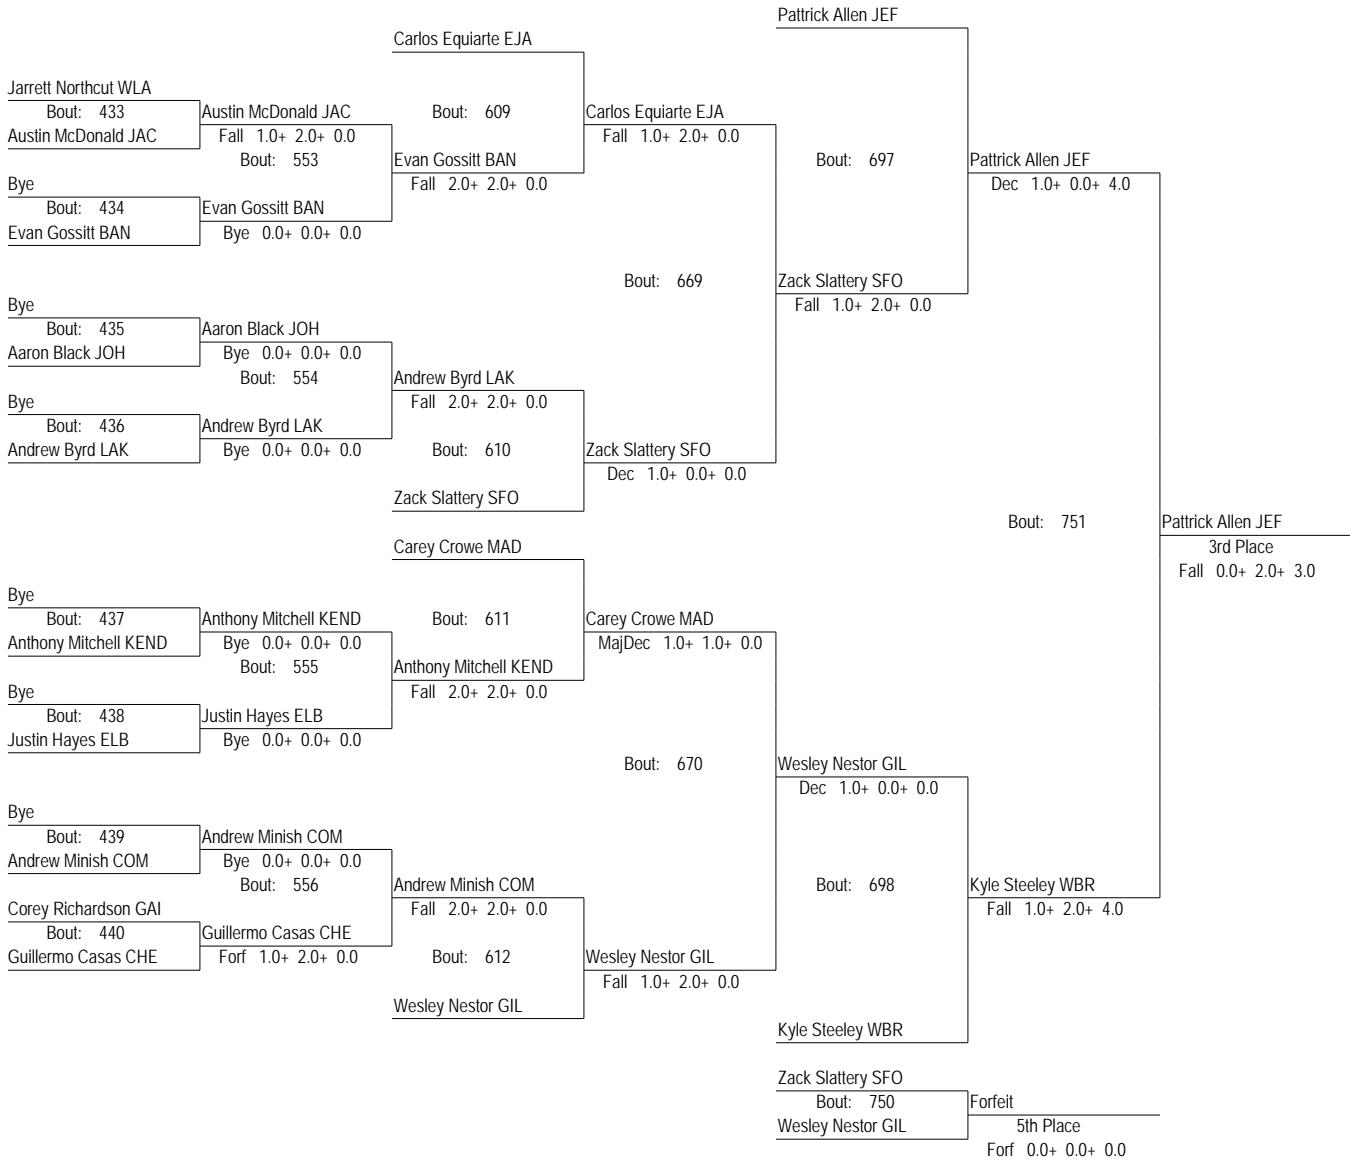 Pattrick Allen JEF
Carlos Equiarte EJA
Jarrett Northcut WLA
Bout: 433
Austin McDonald JAC
Austin McDonald JAC
Fall 1.0+ 2.0+ 0.0
Bout: 553
Bout: 609
Carlos Equiarte EJA
Fall 1.0+ 2.0+ 0.0
Evan Gossitt BAN
Fall 2.0+ 2.0+ 0.0
Bout: 697
Pattrick Allen JEF
Dec 1.0+ 0.0+ 4.0
Bye
Bout: 434
Evan Gossitt BAN
Evan Gossitt BAN
Bye 0.0+ 0.0+ 0.0
Bout: 669
Zack Slattery SFO
Fall 1.0+ 2.0+ 0.0
Bye
Bout: 435
Aaron Black JOH
Aaron Black JOH
Bye 0.0+ 0.0+ 0.0
Bout: 554
Andrew Byrd LAK
Fall 2.0+ 2.0+ 0.0
Bye
Bout: 436
Andrew Byrd LAK
Andrew Byrd LAK
Bye 0.0+ 0.0+ 0.0
Bout: 610
Zack Slattery SFO
Dec 1.0+ 0.0+ 0.0
Zack Slattery SFO
Bout: 751
Pattrick Allen JEF
3rd Place
Fall 0.0+ 2.0+ 3.0
Carey Crowe MAD
Bye
Bout: 437
Anthony Mitchell KEND
Anthony Mitchell KEND
Bye 0.0+ 0.0+ 0.0
Bout: 555
Bout: 611
Carey Crowe MAD
MajDec 1.0+ 1.0+ 0.0
Anthony Mitchell KEND
Fall 2.0+ 2.0+ 0.0
Bye
Bout: 438
Justin Hayes ELB
Justin Hayes ELB
Bye 0.0+ 0.0+ 0.0
Bout: 670
Wesley Nestor GIL
Dec 1.0+ 0.0+ 0.0
Bye
Bout: 439
Andrew Minish COM
Andrew Minish COM
Bye 0.0+ 0.0+ 0.0
Bout: 556
Andrew Minish COM
Fall 2.0+ 2.0+ 0.0
Bout: 698
Kyle Steeley WBR
Fall 1.0+ 2.0+ 4.0
Corey Richardson GAI
Bout: 440
Guillermo Casas CHE
Guillermo Casas CHE
Forf 1.0+ 2.0+ 0.0
Bout: 612
Wesley Nestor GIL
Fall 1.0+ 2.0+ 0.0
Wesley Nestor GIL
Kyle Steeley WBR
Zack Slattery SFO
Bout: 750
Wesley Nestor GIL
Forfeit
5th Place
Forf 0.0+ 0.0+ 0.0